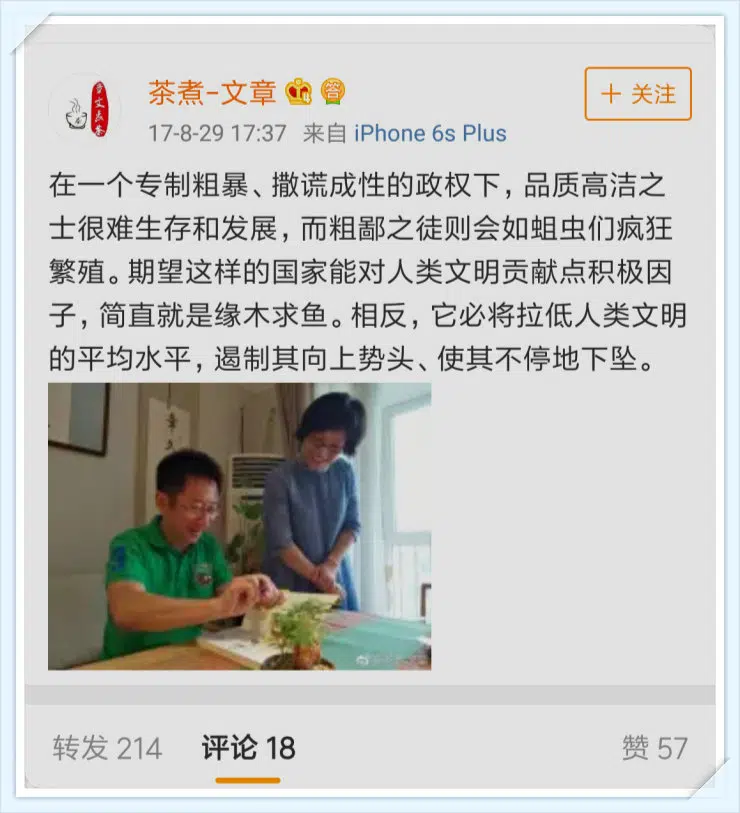 茶煮-文章
答
+ 关注
17-8-29 17:37 来自 iPhone 6s Plus
在一个专制粗暴、撒谎成性的政权下，品质高洁之
士很难生存和发展，而粗鄙之徒则会如蛆虫们疯狂
繁殖。期望这样的国家能对人类文明贡献点积极因
子，简直就是缘木求鱼。相反，它必将拉低人类文明
的平均水平，遏制其向上势头、使其不停地下坠。
转发 214 评论 18 赞 57